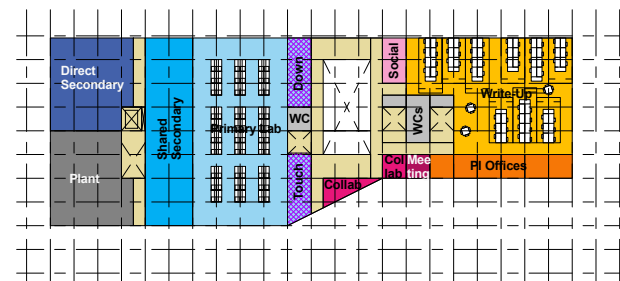 Direct
Secondary
Plant
Shared
Secondary
Primary Lab
Down
WC
Touch
Collab
Social
WCs
Col
lab
Mee
ting
Write-Up
PI Offices